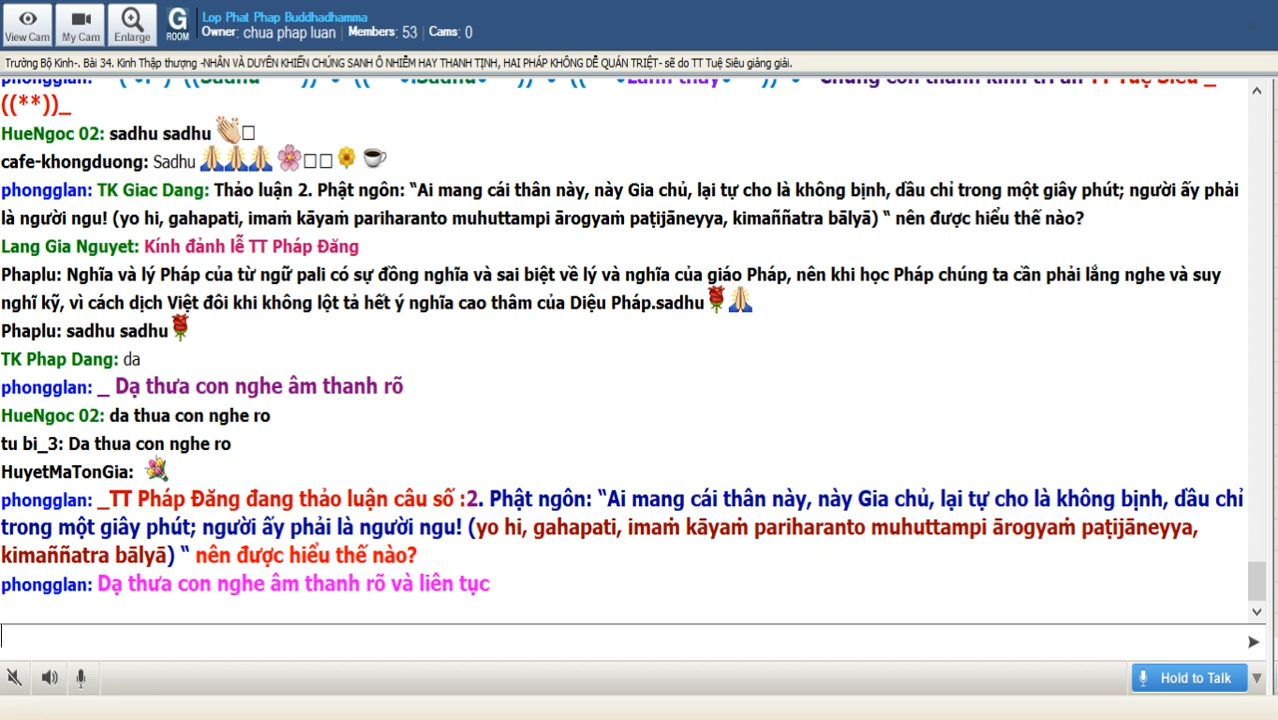 View Cam
My Cam
Enlarge
G
ROOM
Lop Phat Phap Buddhadhamma
Owner: chua phap luan | Members: 53 | Cams: 0
Trường Bộ Kinh-. Bài 34. Kinh Thập thượng -NHÂN VÀ DUYÊN KHIẾN CHÚNG SANH Ô NHIỄM HAY THANH TỊNH, HAI PHÁP KHÔNG DỄ QUÁN TRIỆT- sẽ do TT Tuệ Siêu giảng giải.
((**))_
HueNgoc 02: sadhu sadhu 👏
cafe-khongduong: Sadhu 🙏🙏🙏🌸🌼☕
phongglan: TK Giac Dang: Thảo luận 2. Phật ngôn: “Ai mang cái thân này, này Gia chủ, lại tự cho là không bịnh, dầu chỉ trong một giây phút; người ấy phải
là người ngu! (yo hi, gahapati, imaṁ kāyaṁ pariharanto muhuttampi ārogyaṁ paṭijāneyya, kimaññatra bālyā) “ nên được hiểu thế nào?
Lang Gia Nguyet: Kính đảnh lễ TT Pháp Đăng
Phaplu: Nghĩa và lý Pháp của từ ngữ pali có sự đồng nghĩa và sai biệt về lý và nghĩa của giáo Pháp, nên khi học Pháp chúng ta cần phải lắng nghe và suy
nghĩ kỹ, vì cách dịch Việt đôi khi không lột tả hết ý nghĩa cao thâm của Diệu Pháp.sadhu🌹🙏
Phaplu: sadhu sadhu🌹
TK Phap Dang: da
phongglan: _ Dạ thưa con nghe âm thanh rõ
HueNgoc 02: da thua con nghe ro
tu bi_3: Da thua con nghe ro
HuyetMaTonGia: 💐
phongglan: _TT Pháp Đăng đang thảo luận câu số :2. Phật ngôn: “Ai mang cái thân này, này Gia chủ, lại tự cho là không bịnh, dầu chỉ
trong một giây phút; người ấy phải là người ngu! (yo hi, gahapati, imaṁ kāyaṁ pariharanto muhuttampi ārogyaṁ paṭijāneyya,
kimaññatra bālyā) “ nên được hiểu thế nào?
phongglan: Dạ thưa con nghe âm thanh rõ và liên tục
Hold to Talk